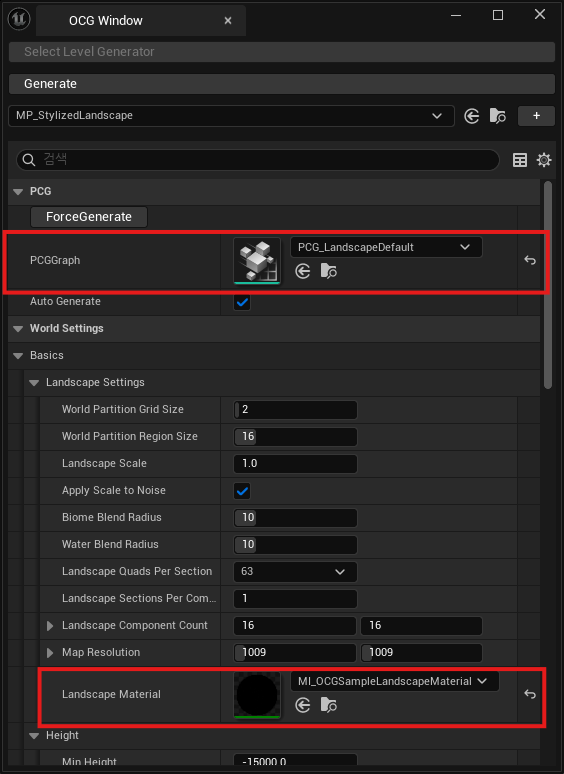 OCG Window
Select Level Generator
Generate
MP_StylizedLandscape
+
검색
PCG
ForceGenerate
PCGGraph
PCG_LandscapeDefault
Auto Generate
World Settings
Basics
Landscape Settings
World Partition Grid Size 2
World Partition Region Size 16
Landscape Scale 1.0
Apply Scale to Noise
Biome Blend Radius 10
Water Blend Radius 10
Landscape Quads Per Section 63
Landscape Sections Per Com... 1
Landscape Component Count 16 16
Map Resolution 1009 1009
Landscape Material
MI_OCGSampleLandscapeMaterial
Height
Min Height -15000.0